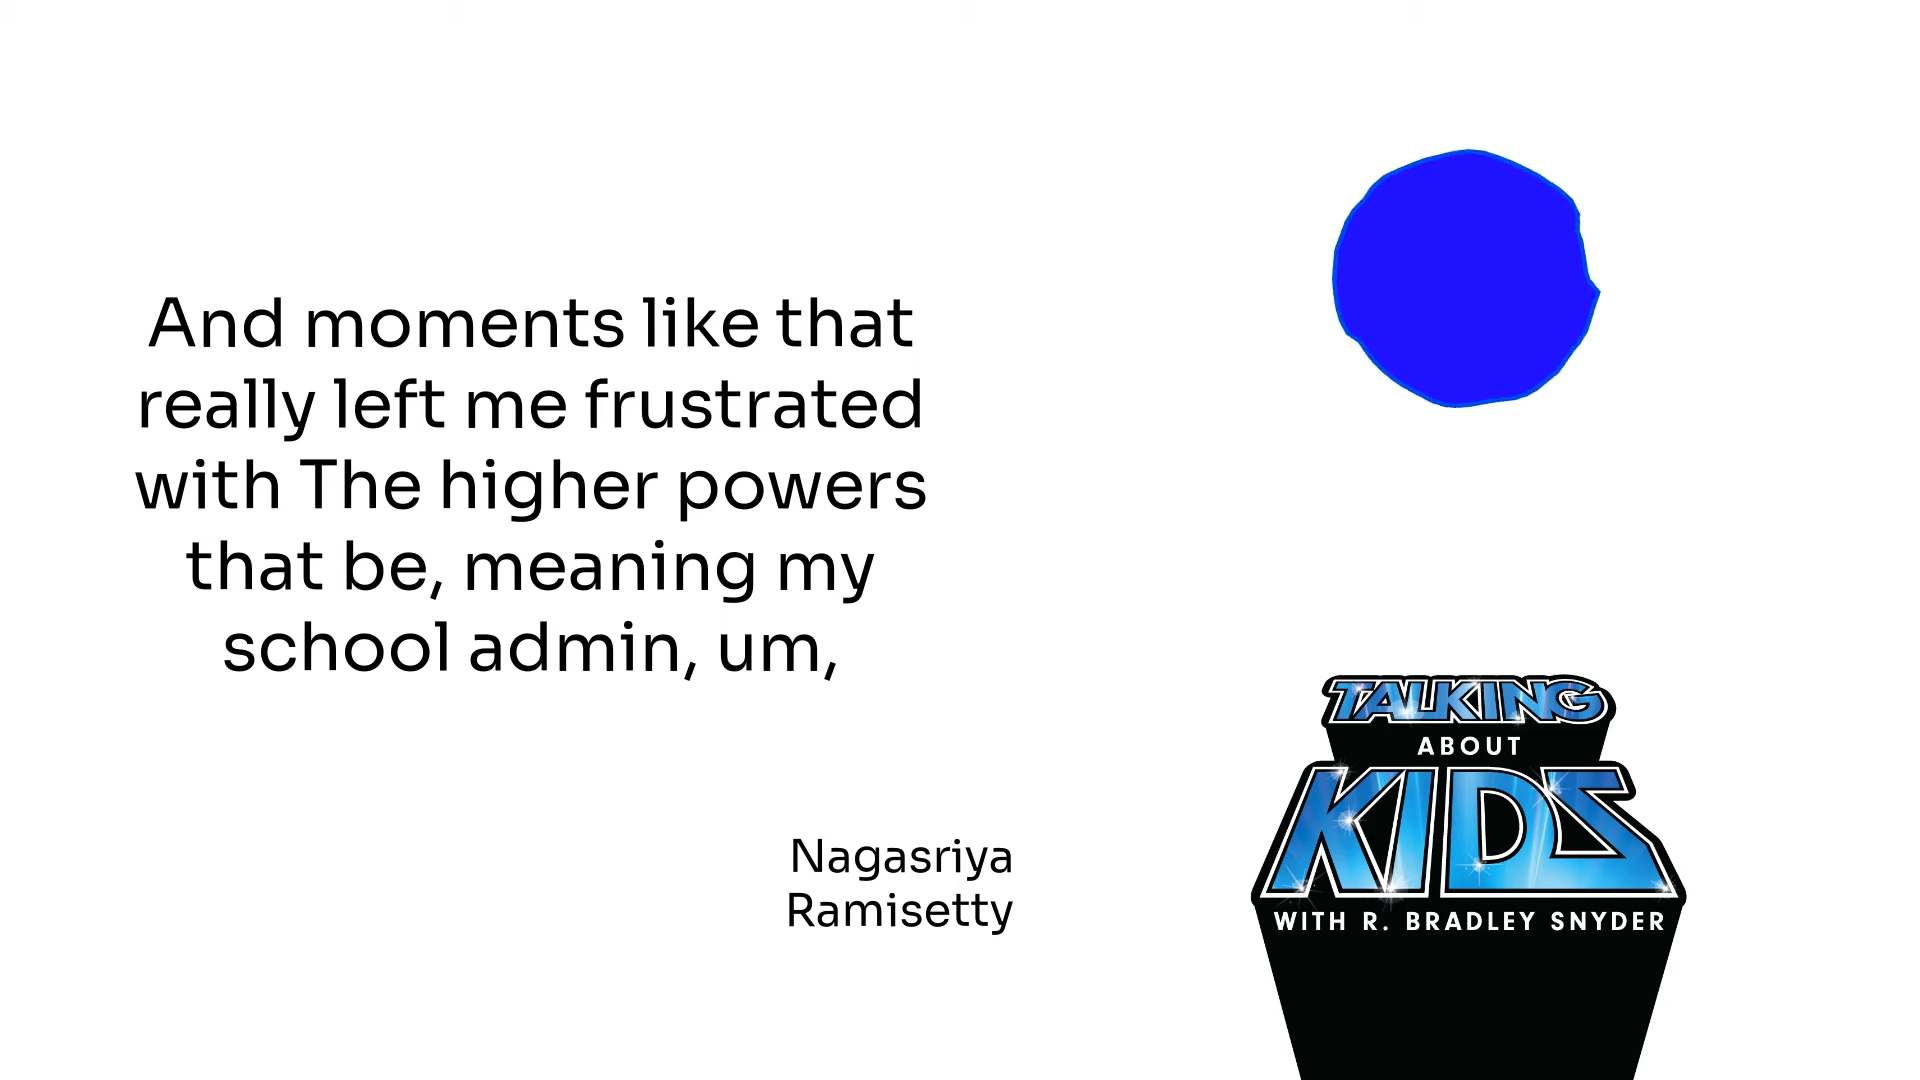 And moments like that
really left me frustrated
with The higher powers
that be, meaning my
school admin, um,
Nagasriya
Ramisetty
TALKING
ABOUT
KIDS
WITH R. BRADLEY SNYDER